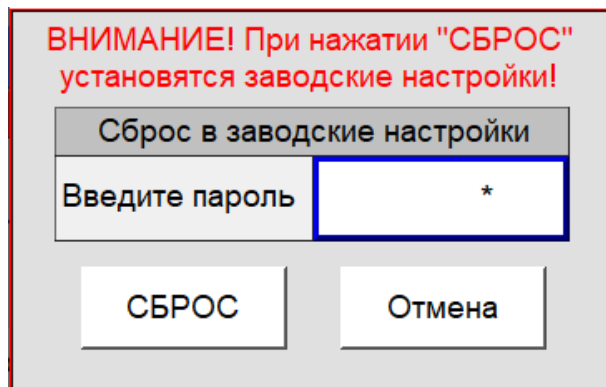 ВНИМАНИЕ! При нажатии "СБРОС"
установятся заводские настройки!
Сброс в заводские настройки
Введите пароль *
СБРОС Отмена